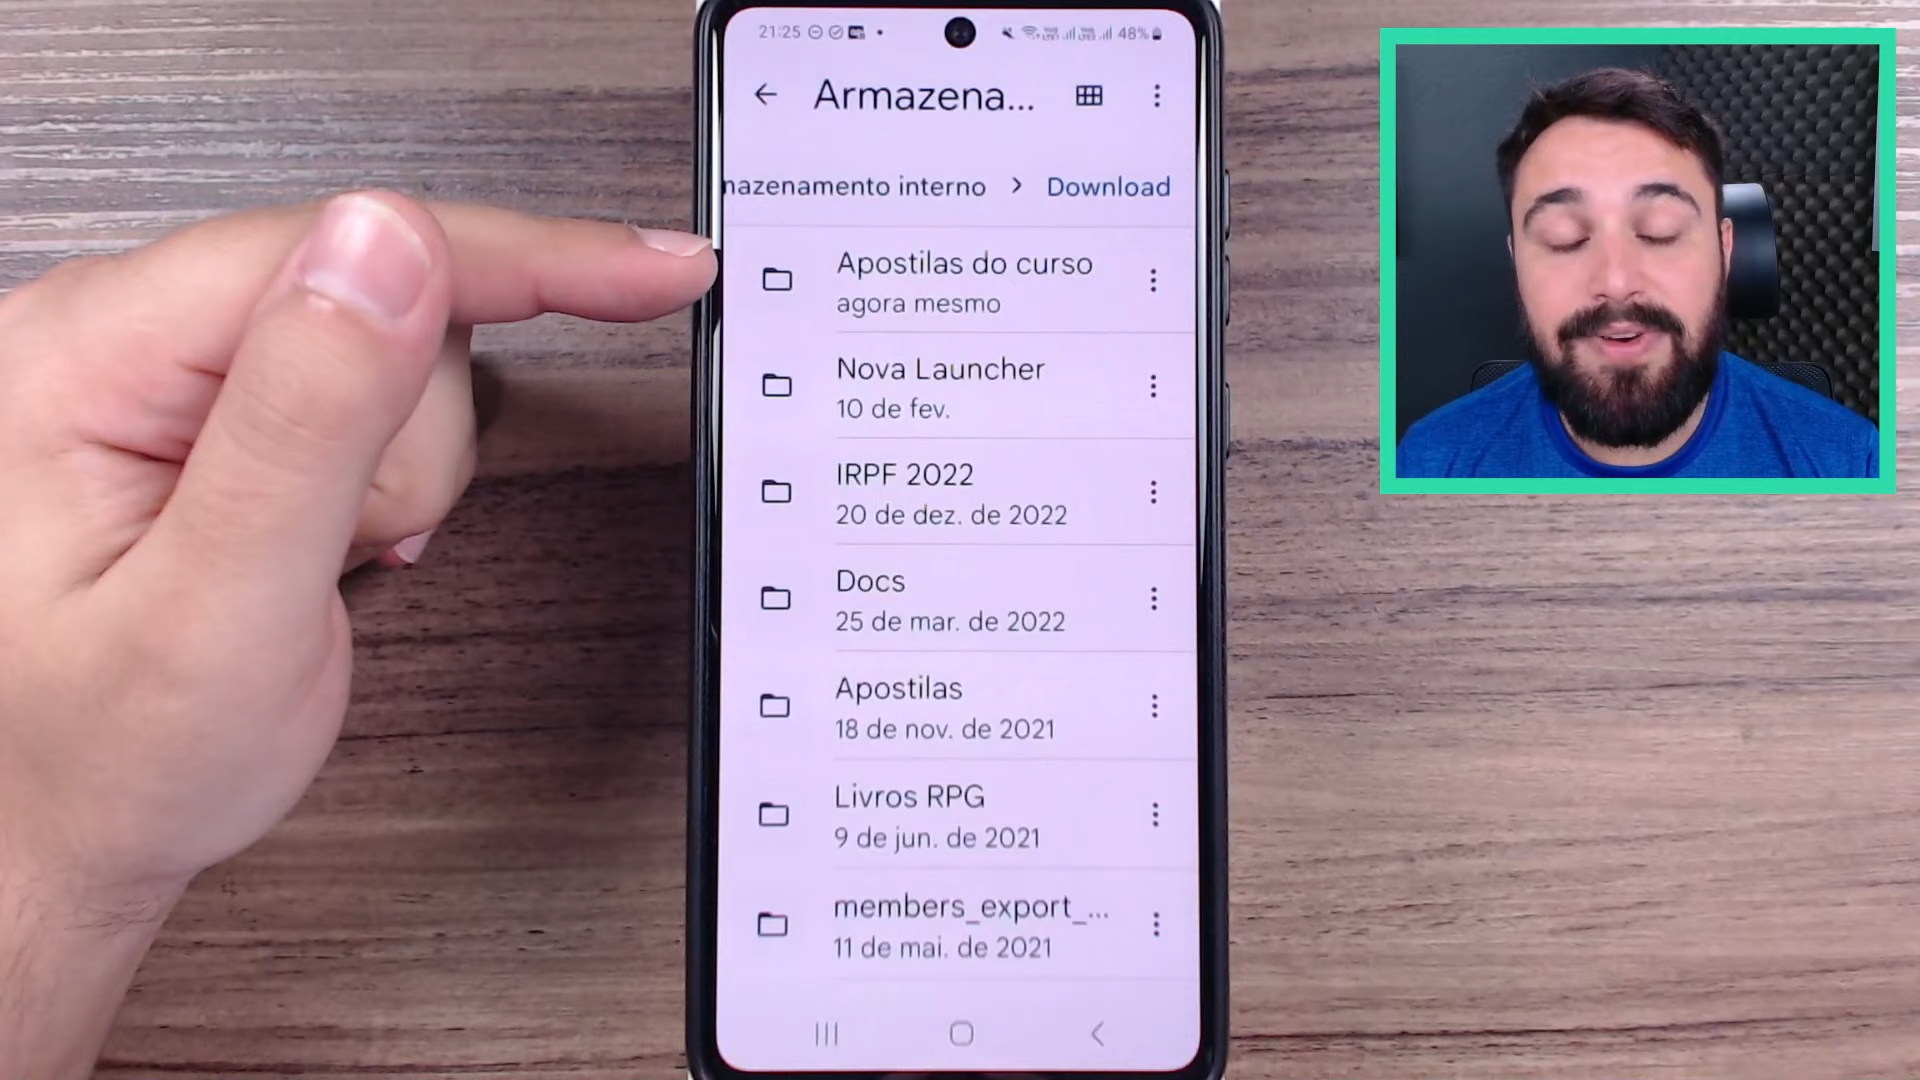 21:25
48%
Armazena...
nazenamento interno > Download
Apostilas do curso
agora mesmo
Nova Launcher
10 de fev.
IRPF 2022
20 de dez. de 2022
Docs
25 de mar. de 2022
Apostilas
18 de nov. de 2021
Livros RPG
9 de jun. de 2021
members_export_...
11 de mai. de 2021